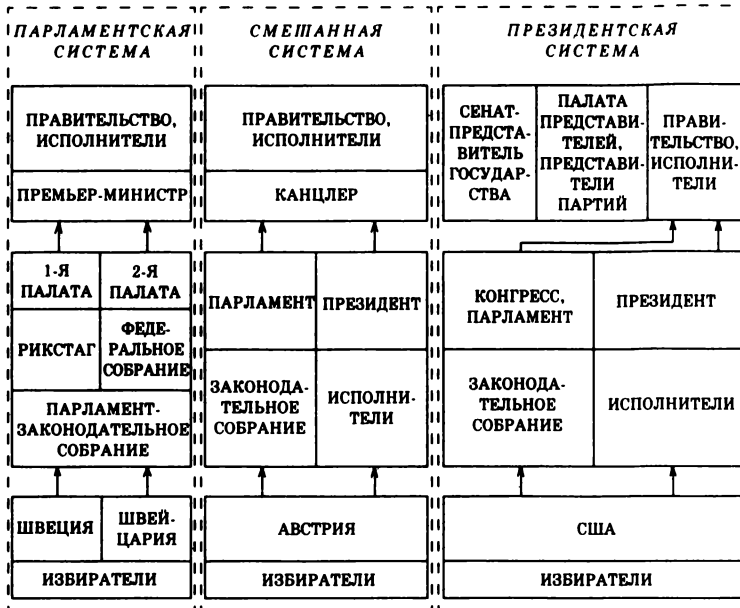 ПАРЛАМЕНТСКАЯ
СИСТЕМА
ПРАВИТЕЛЬСТВО,
ИСПОЛНИТЕЛИ
ПРЕМЬЕР-МИНИСТР
1-Я
ПАЛАТА
2-Я
ПАЛАТА
РИКСТАГ
ФЕДЕ-
РАЛЬНОЕ
СОБРАНИЕ
ПАРЛАМЕНТ-
ЗАКОНОДАТЕЛЬНОЕ
СОБРАНИЕ
ШВЕЦИЯ
ШВЕЙ-
ЦАРИЯ
ИЗБИРАТЕЛИ
СМЕШАННАЯ
СИСТЕМА
ПРАВИТЕЛЬСТВО,
ИСПОЛНИТЕЛИ
КАНЦЛЕР
ПАРЛАМЕНТ
ПРЕЗИДЕНТ
ЗАКОНОДА-
ТЕЛЬНОЕ
СОБРАНИЕ
ИСПОЛНИ-
ТЕЛИ
АВСТРИЯ
ИЗБИРАТЕЛИ
ПРЕЗИДЕНТСКАЯ
СИСТЕМА
СЕНАТ-
ПРЕДСТА-
ВИТЕЛЬ
ГОСУДАР-
СТВА
ПАЛАТА
ПРЕДСТАВИ-
ТЕЛЕЙ,
ПРЕДСТАВИ-
ТЕЛИ
ПАРТИЙ
ПРАВИ-
ТЕЛЬСТВО,
ИСПОЛНИ-
ТЕЛИ
КОНГРЕСС,
ПАРЛАМЕНТ
ПРЕЗИДЕНТ
ЗАКОНОДА-
ТЕЛЬНОЕ
СОБРАНИЕ
ИСПОЛНИТЕЛИ
США
ИЗБИРАТЕЛИ